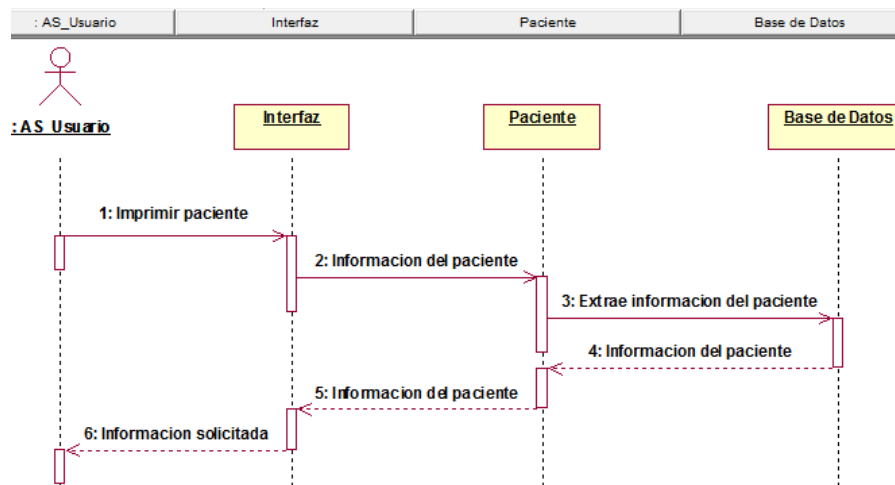 : AS_Usuario Interfaz Paciente Base de Datos
: AS_Usuario Interfaz Paciente Base de Datos
1: Imprimir paciente
2: Informacion del paciente
3: Extrae informacion del paciente
4: Informacion del paciente
5: Informacion del paciente
6: Informacion solicitada